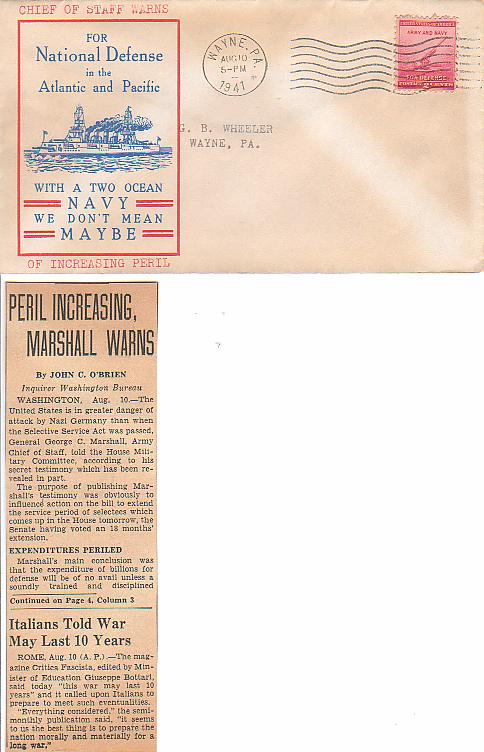 CHIEF OF STAFF WARNS
FOR
National Defense
in the
Atlantic and Pacific
WITH A TWO OCEAN
NAVY
WE DON'T MEAN
MAYBE
OF INCREASING PERIL
WAYNE, PA.
AUG 10
5-PM
1941
ARMY AND NAVY
FOR DEFENSE
G. B. WHEELER
WAYNE, PA.
PERIL INCREASING,
MARSHALL WARNS
By JOHN C. O'BRIEN
Inquirer Washington Bureau
WASHINGTON, Aug. 10.—The
United States is in greater danger of
attack by Nazi Germany than when
the Selective Service Act was passed,
General George C. Marshall, Army
Chief of Staff, told the House Mili-
tary Committee, according to his
secret testimony which has been re-
vealed in part.
The purpose of publishing Mar-
shall's testimony was obviously to
influence action on the bill to extend
the service period of selectees which
comes up in the House tomorrow, the
Senate having voted an 18 months'
extension.
EXPENDITURES PERILED
Marshall's main conclusion was
that the expenditure of billions for
defense will be of no avail unless a
soundly trained and disciplined
Continued on Page 4, Column 3
Italians Told War
May Last 10 Years
ROME, Aug. 10 (A. P.).—The mag-
azine Critica Fascista, edited by Min-
ister of Education Giuseppe Bottari,
said today "this war may last 10
years" and it called upon Italians to
prepare to meet such eventualities.
"Everything considered," the semi-
monthly publication said, "it seems
to us the best thing is to prepare the
nation morally and materially for a
long war."